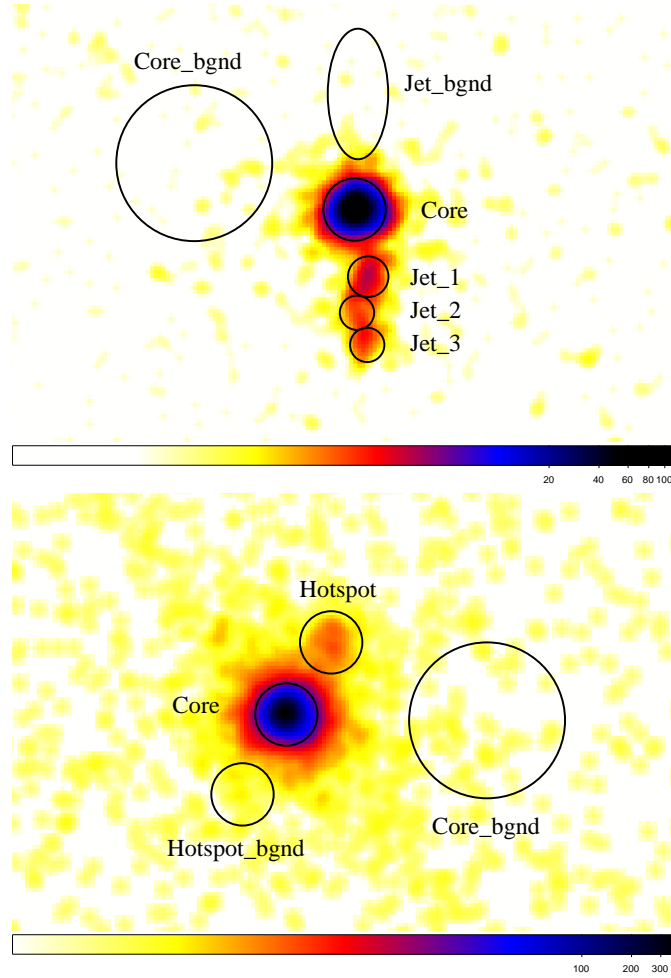 Core_bgnd
Jet_bgnd
Core
Jet_1
Jet_2
Jet_3
20 40 60 80 100
Hotspot
Core
Core_bgnd
Hotspot_bgnd
100 200 300